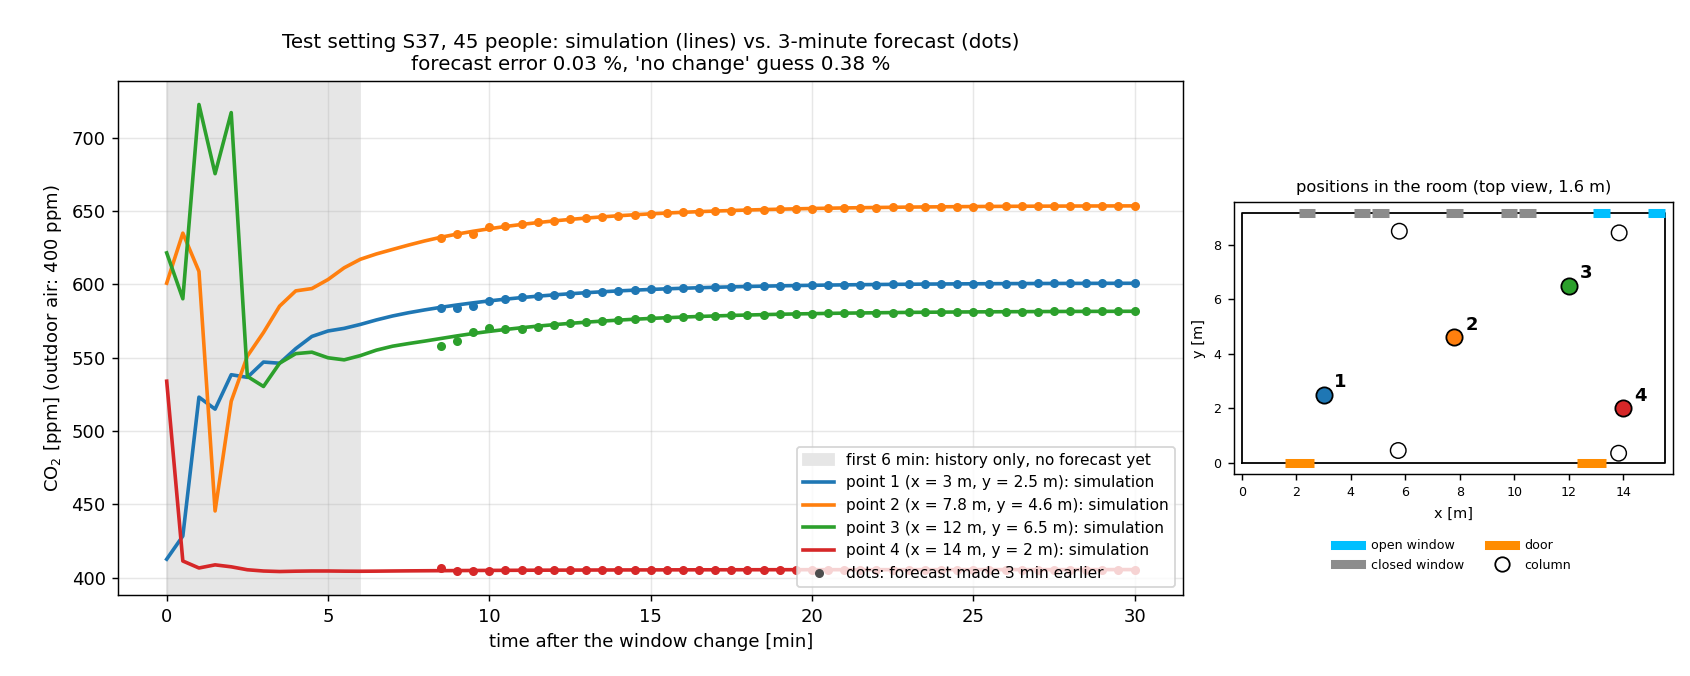 Test setting S37, 45 people: simulation (lines) vs. 3-minute forecast (dots)
forecast error 0.03 %, 'no change' guess 0.38 %
CO₂ [ppm] (outdoor air: 400 ppm)
700
650
600
550
500
450
400
0
5
10
15
20
25
30
time after the window change [min]
first 6 min: history only, no forecast yet
point 1 (x = 3 m, y = 2.5 m): simulation
point 2 (x = 7.8 m, y = 4.6 m): simulation
point 3 (x = 12 m, y = 6.5 m): simulation
point 4 (x = 14 m, y = 2 m): simulation
dots: forecast made 3 min earlier
positions in the room (top view, 1.6 m)
y [m]
8
6
4
2
0
1
2
3
4
0
2
4
6
8
10
12
14
x [m]
open window
door
closed window
column